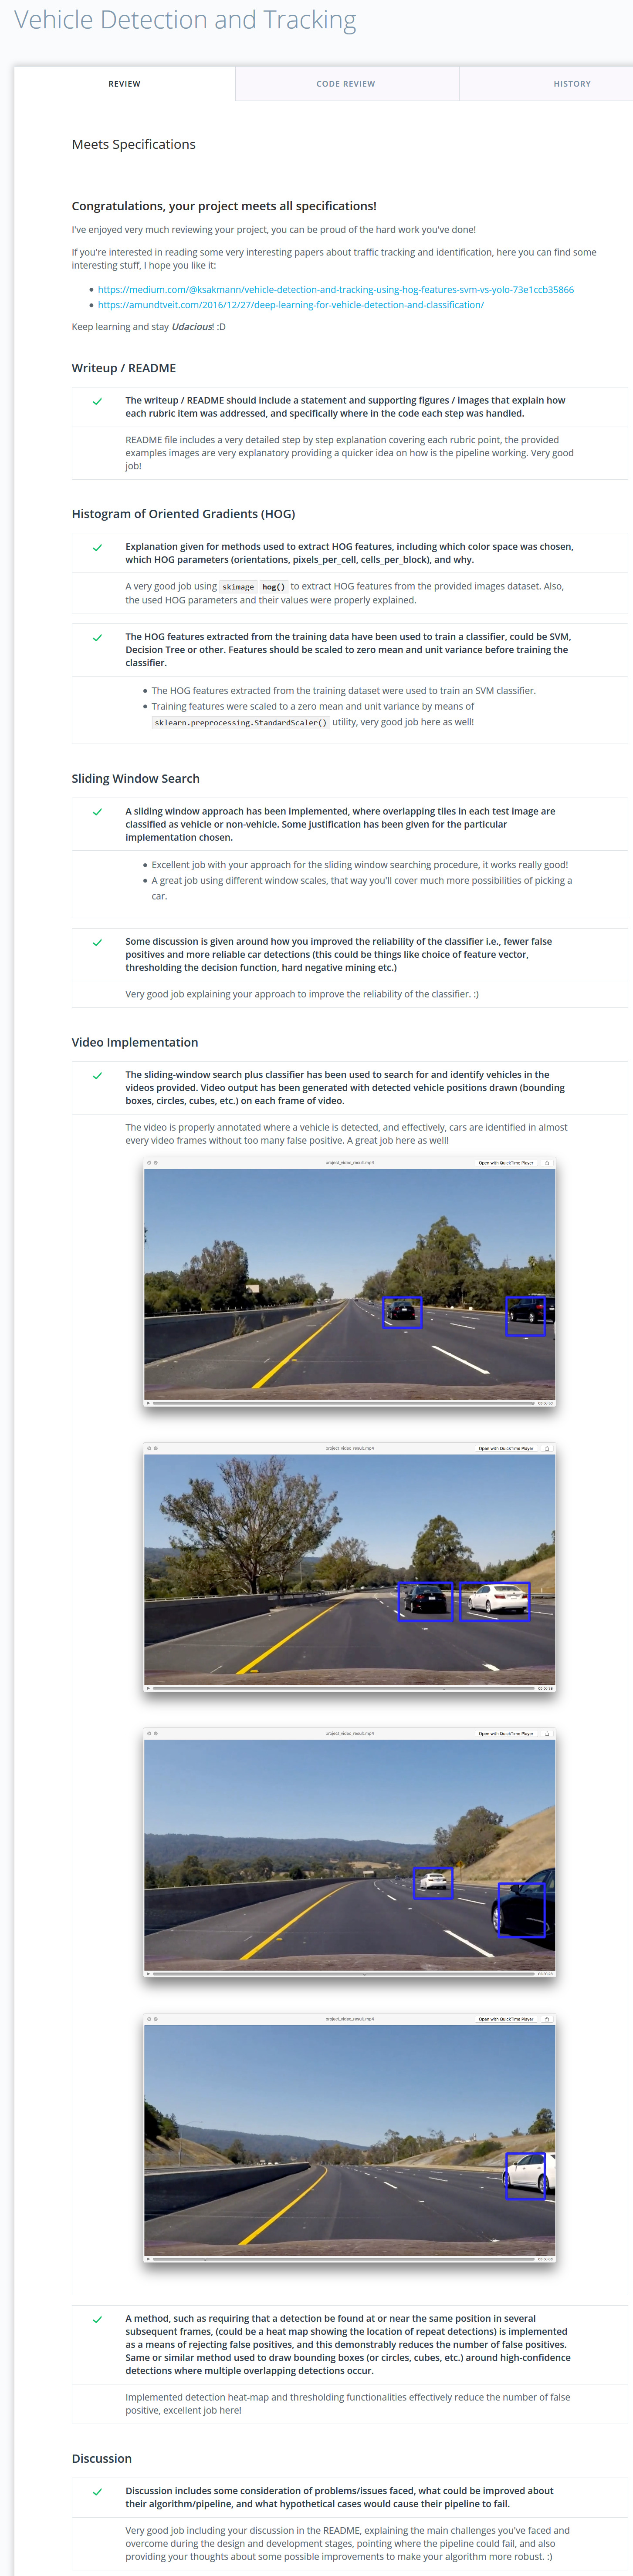 Vehicle Detection and Tracking
REVIEW
CODE REVIEW
HISTORY
Meets Specifications
Congratulations, your project meets all specifications!
I've enjoyed very much reviewing your project, you can be proud of the hard work you've done!
If you're interested in reading some very interesting papers about traffic tracking and identification, here you can find some
interesting stuff, I hope you like it:
https://medium.com/@ksakmann/vehicle-detection-and-tracking-using-hog-features-svm-vs-yolo-73e1ccb35866
https://amundtveit.com/2016/12/27/deep-learning-for-vehicle-detection-and-classification/
Keep learning and stay Udacious! :D
Writeup / README
The writeup / README should include a statement and supporting figures / images that explain how
each rubric item was addressed, and specifically where in the code each step was handled.
README file includes a very detailed step by step explanation covering each rubric point, the provided
examples images are very explanatory providing a quicker idea on how is the pipeline working. Very good
job!
Histogram of Oriented Gradients (HOG)
Explanation given for methods used to extract HOG features, including which color space was chosen,
which HOG parameters (orientations, pixels_per_cell, cells_per_block), and why.
A very good job using skimage hog() to extract HOG features from the provided images dataset. Also,
the used HOG parameters and their values were properly explained.
The HOG features extracted from the training data have been used to train a classifier, could be SVM,
Decision Tree or other. Features should be scaled to zero mean and unit variance before training the
classifier.
The HOG features extracted from the training dataset were used to train an SVM classifier.
Training features were scaled to a zero mean and unit variance by means of
sklearn.preprocessing.StandardScaler() utility, very good job here as well!
Sliding Window Search
A sliding window approach has been implemented, where overlapping tiles in each test image are
classified as vehicle or non-vehicle. Some justification has been given for the particular
implementation chosen.
Excellent job with your approach for the sliding window searching procedure, it works really good!
A great job using different window scales, that way you'll cover much more possibilities of picking a
car.
Some discussion is given around how you improved the reliability of the classifier i.e., fewer false
positives and more reliable car detections (this could be things like choice of feature vector,
thresholding the decision function, hard negative mining etc.)
Very good job explaining your approach to improve the reliability of the classifier. :)
Video Implementation
The sliding-window search plus classifier has been used to search for and identify vehicles in the
videos provided. Video output has been generated with detected vehicle positions drawn (bounding
boxes, circles, cubes, etc.) on each frame of video.
The video is properly annotated where a vehicle is detected, and effectively, cars are identified in almost
every video frames without too many false positive. A great job here as well!
project_video_result.mp4
Open with QuickTime Player
project_video_result.mp4
Open with QuickTime Player
project_video_result.mp4
Open with QuickTime Player
project_video_result.mp4
Open with QuickTime Player
A method, such as requiring that a detection be found at or near the same position in several
subsequent frames, (could be a heat map showing the location of repeat detections) is implemented
as a means of rejecting false positives, and this demonstrably reduces the number of false positives.
Same or similar method used to draw bounding boxes (or circles, cubes, etc.) around high-confidence
detections where multiple overlapping detections occur.
Implemented detection heat-map and thresholding functionalities effectively reduce the number of false
positive, excellent job here!
Discussion
Discussion includes some consideration of problems/issues faced, what could be improved about
their algorithm/pipeline, and what hypothetical cases would cause their pipeline to fail.
Very good job including your discussion in the README, explaining the main challenges you've faced and
overcome during the design and development stages, pointing where the pipeline could fail, and also
providing your thoughts about some possible improvements to make your algorithm more robust. :)